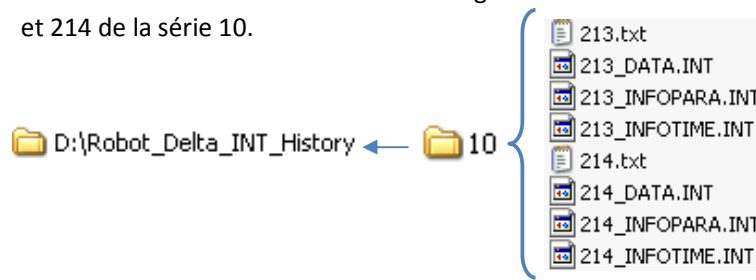 et 214 de la série 10.
D:\Robot_Delta_INT_History
10
213.txt
213_DATA.INT
213_INFOPARA.INT
213_INFOTIME.INT
214.txt
214_DATA.INT
214_INFOPARA.INT
214_INFOTIME.INT